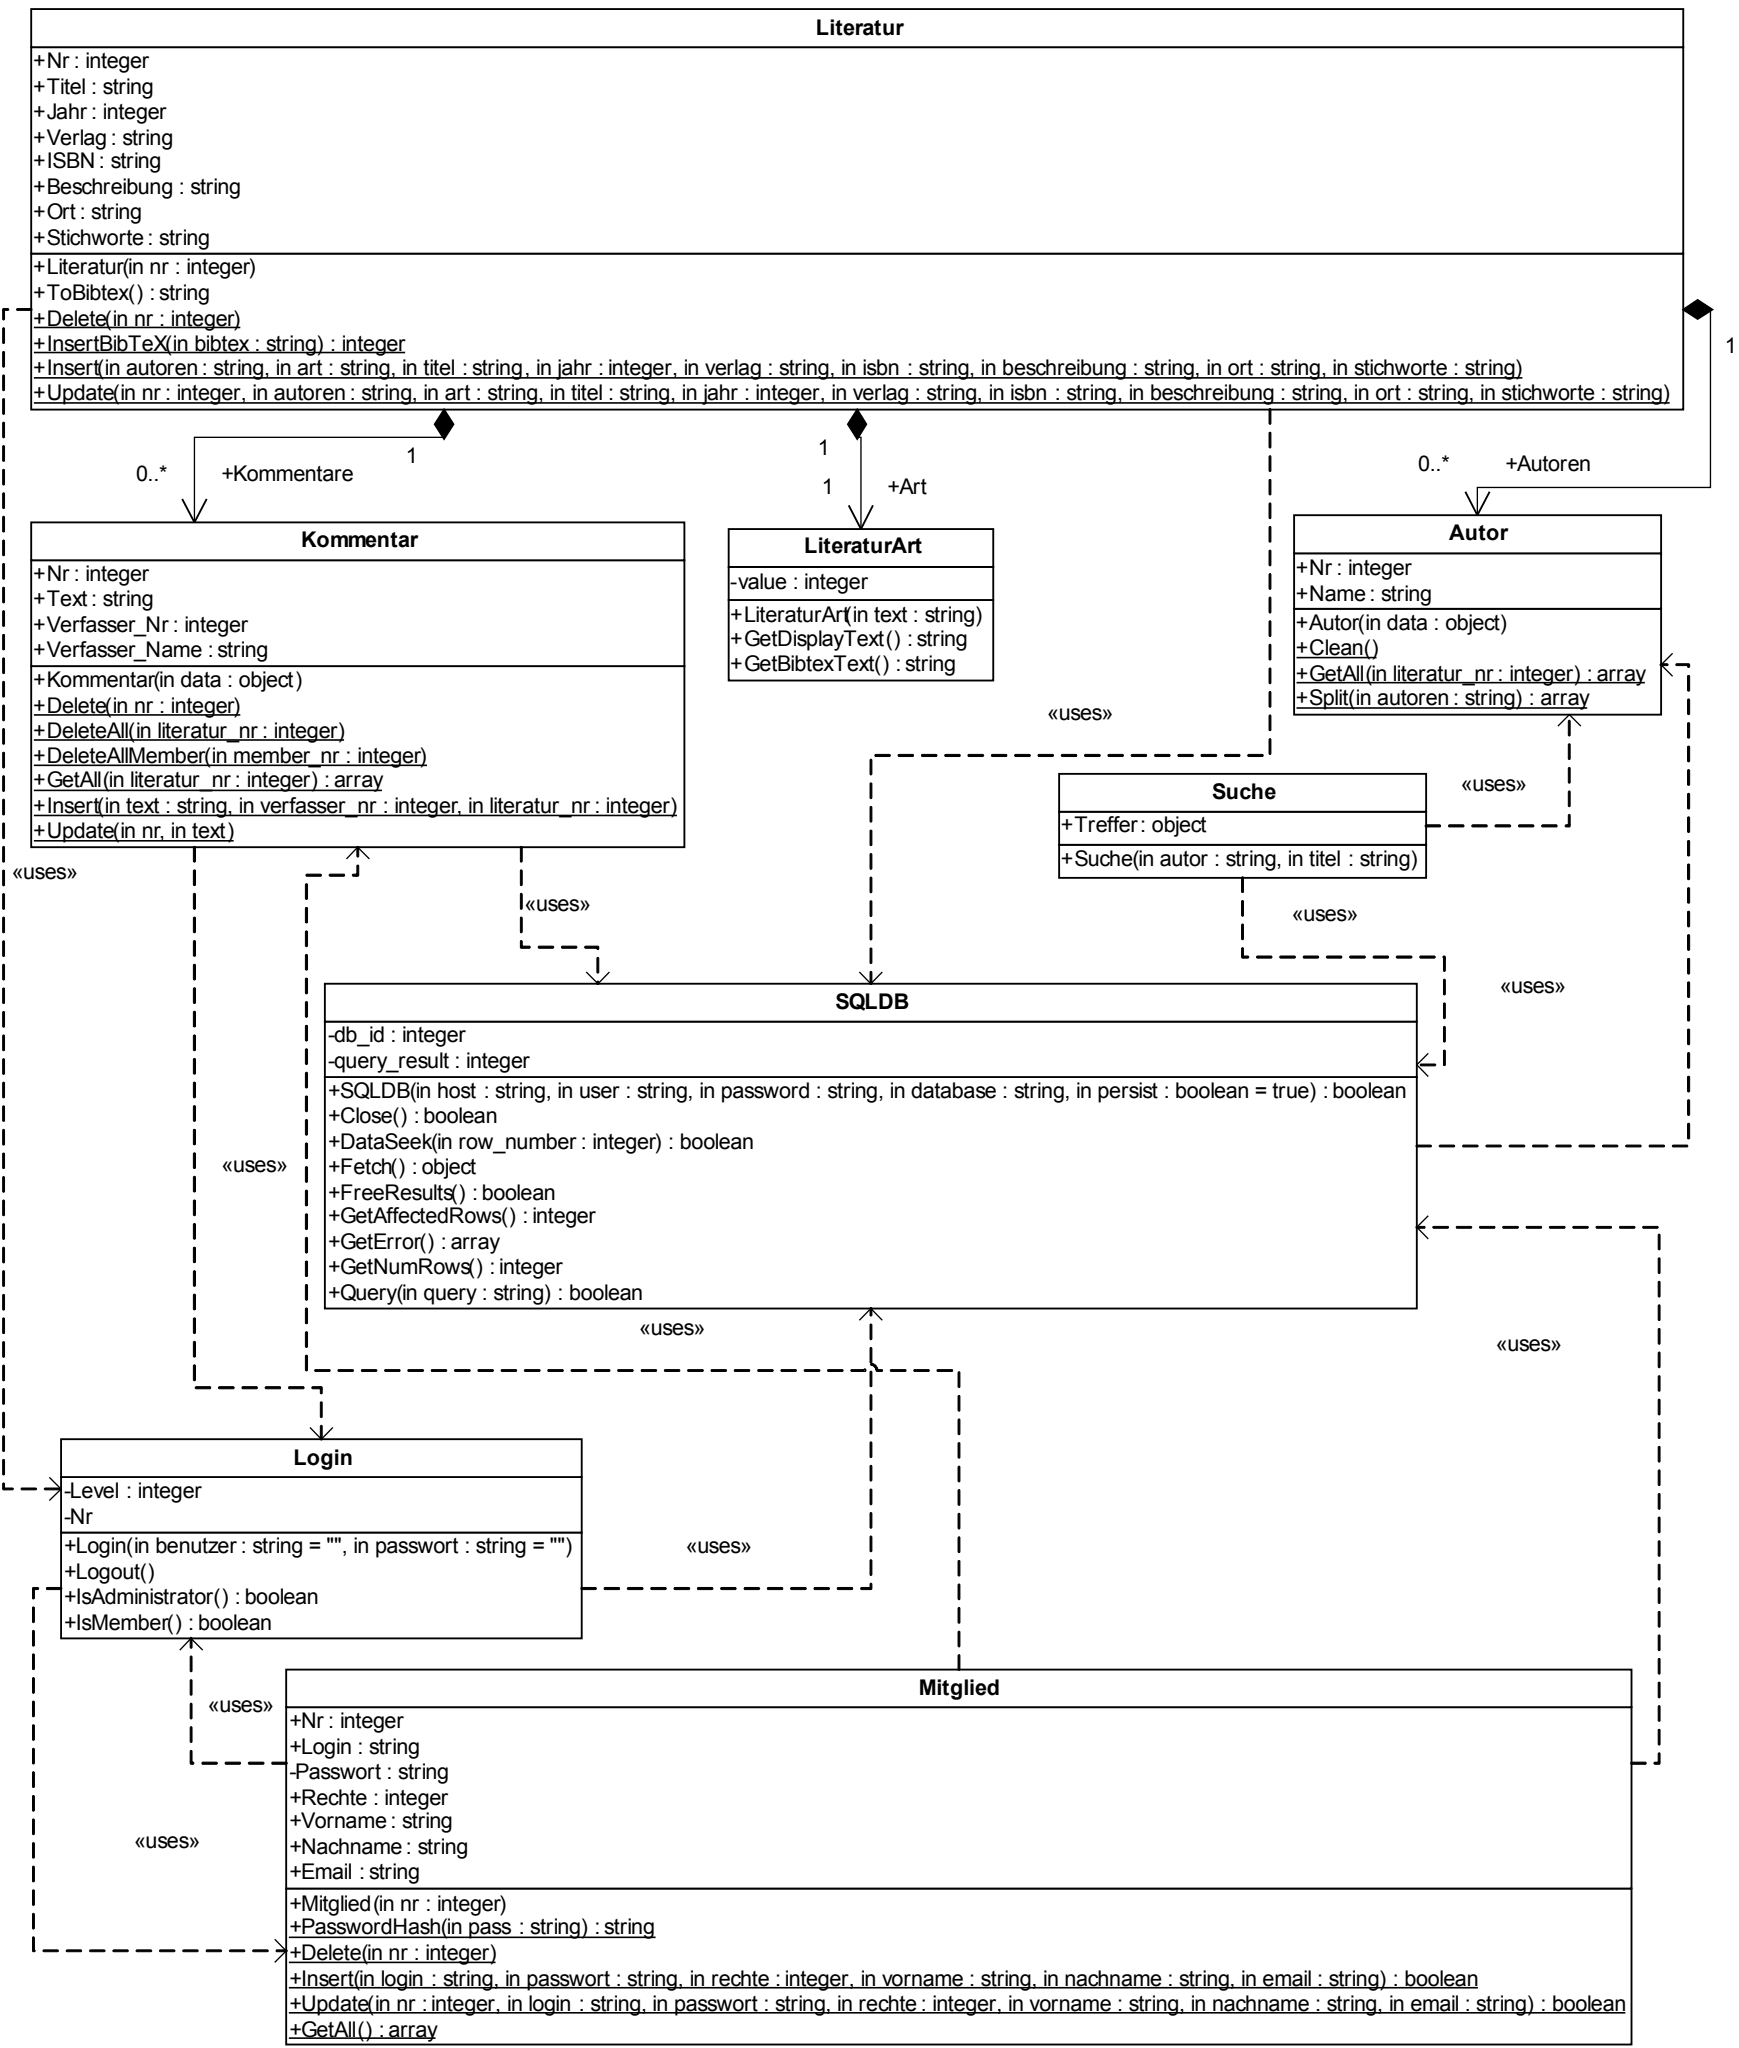 Literatur
+Nr : integer
+Titel : string
+Jahr : integer
+Verlag : string
+ISBN : string
+Beschreibung : string
+Ort : string
+Stichworte : string
+Literatur(in nr : integer)
+ToBibtex() : string
+Delete(in nr : integer)
+InsertBibTeX(in bibtex : string) : integer
+Insert(in autoren : string, in art : string, in titel : string, in jahr : integer, in verlag : string, in isbn : string, in beschreibung : string, in ort : string, in stichworte : string)
+Update(in nr : integer, in autoren : string, in art : string, in titel : string, in jahr : integer, in verlag : string, in isbn : string, in beschreibung : string, in ort : string, in stichworte : string)
1
1
0..*
+Kommentare
1
1
+Art
0..*
+Autoren
Kommentar
+Nr : integer
+Text : string
+Verfasser_Nr : integer
+Verfasser_Name : string
+Kommentar(in data : object)
+Delete(in nr : integer)
+DeleteAll(in literatur_nr : integer)
+DeleteAllMember(in member_nr : integer)
+GetAll(in literatur_nr : integer) : array
+Insert(in text : string, in verfasser_nr : integer, in literatur_nr : integer)
+Update(in nr, in text)
LiteraturArt
-value : integer
+LiteraturArt(in text : string)
+GetDisplayText() : string
+GetBibtexText() : string
Autor
+Nr : integer
+Name : string
+Autor(in data : object)
+Clean()
+GetAll(in literatur_nr : integer) : array
+Split(in autoren : string) : array
«uses»
Suche
+Treffer : object
+Suche(in autor : string, in titel : string)
«uses»
«uses»
«uses»
«uses»
«uses»
SQLDB
-db_id : integer
-query_result : integer
+SQLDB(in host : string, in user : string, in password : string, in database : string, in persist : boolean = true) : boolean
+Close() : boolean
+DataSeek(in row_number : integer) : boolean
+Fetch() : object
+FreeResults() : boolean
+GetAffectedRows() : integer
+GetError() : array
+GetNumRows() : integer
+Query(in query : string) : boolean
«uses»
«uses»
«uses»
Login
-Level : integer
-Nr
+Login(in benutzer : string = "", in passwort : string = "")
+Logout()
+IsAdministrator() : boolean
+IsMember() : boolean
«uses»
«uses»
«uses»
Mitglied
+Nr : integer
+Login : string
-Passwort : string
+Rechte : integer
+Vorname : string
+Nachname : string
+Email : string
+Mitglied(in nr : integer)
+PasswordHash(in pass : string) : string
+Delete(in nr : integer)
+Insert(in login : string, in passwort : string, in rechte : integer, in vorname : string, in nachname : string, in email : string) : boolean
+Update(in nr : integer, in login : string, in passwort : string, in rechte : integer, in vorname : string, in nachname : string, in email : string) : boolean
+GetAll() : array